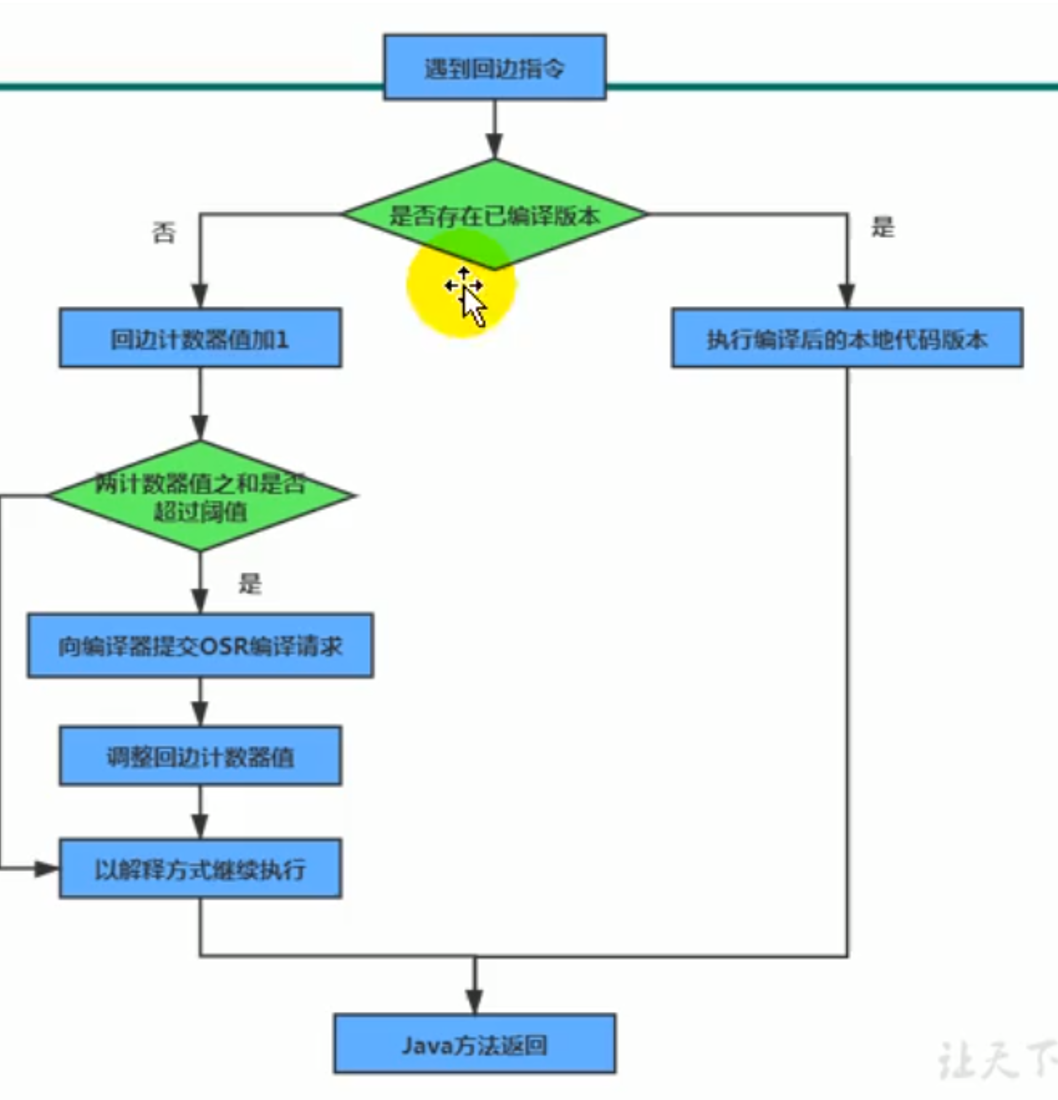 遇到回边指令
是否存在已编译版本
否
是
回边计数器值加1
执行编译后的本地代码版本
两计数器值之和是否
超过阈值
是
向编译器提交OSR编译请求
调整回边计数器值
以解释方式继续执行
Java方法返回
让天下